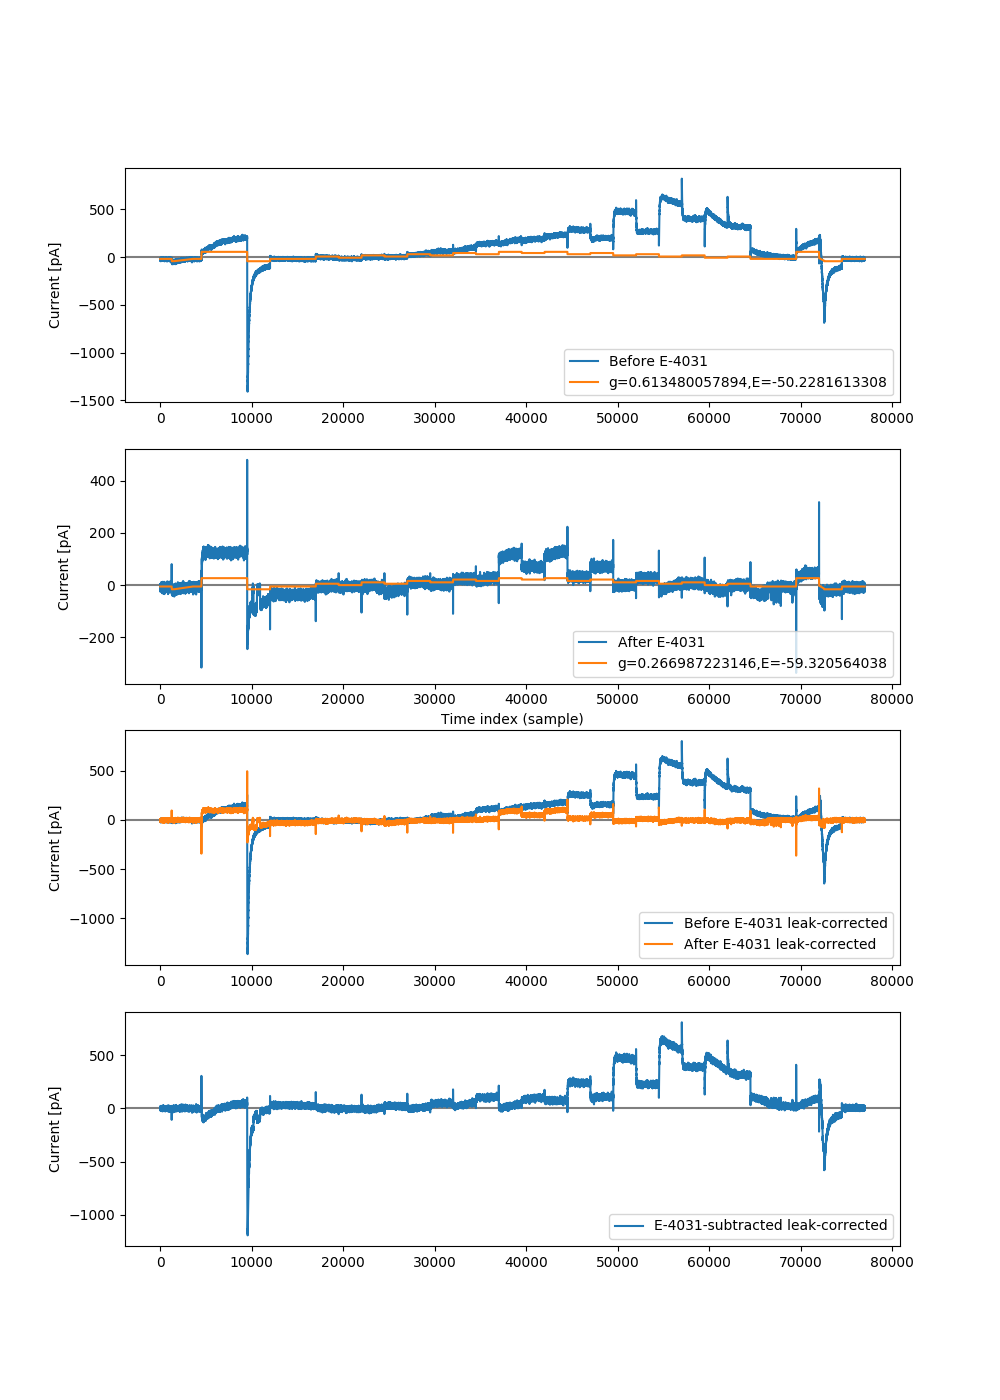 500
0
−500
−1000
−1500
Current [pA]
Before E-4031
g=0.613480057894,E=-50.2281613308
0 10000 20000 30000 40000 50000 60000 70000 80000
400
200
0
−200
Current [pA]
After E-4031
g=0.266987223146,E=-59.320564038
0 10000 20000 30000 40000 50000 60000 70000 80000
Time index (sample)
500
0
−500
−1000
Current [pA]
Before E-4031 leak-corrected
After E-4031 leak-corrected
0 10000 20000 30000 40000 50000 60000 70000 80000
500
0
−500
−1000
Current [pA]
E-4031-subtracted leak-corrected
0 10000 20000 30000 40000 50000 60000 70000 80000